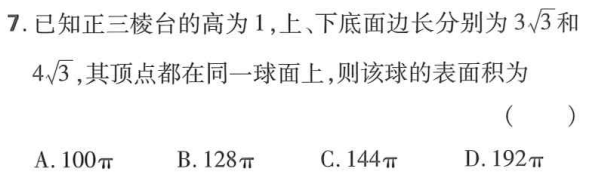 7. 已知正三棱台的高为 1,上、下底面边长分别为 3√3 和
4√3,其顶点都在同一球面上,则该球的表面积为
( )
A. 100π B. 128π C. 144π D. 192π